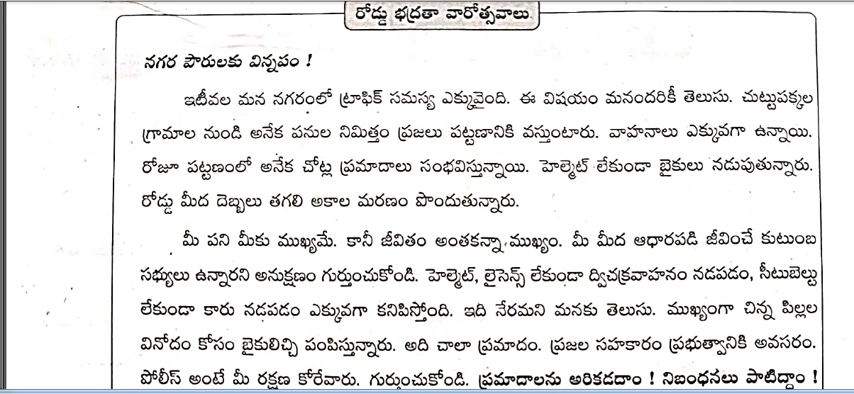 రోడ్డు భద్రతా వారోత్సవాలు
నగర పౌరులకు విన్నపం !
ఇటీవల మన నగరంలో ట్రాఫిక్ సమస్య ఎక్కువైంది. ఈ విషయం మనందరికీ తెలుసు. చుట్టుపక్కల
గ్రామాల నుండి అనేక పనుల నిమిత్తం ప్రజలు పట్టణానికి వస్తుంటారు. వాహనాలు ఎక్కువగా ఉన్నాయి.
రోజూ పట్టణంలో అనేక చోట్ల ప్రమాదాలు సంభవిస్తున్నాయి. హెల్మెట్ లేకుండా బైకులు నడుపుతున్నారు.
రోడ్డు మీద దెబ్బలు తగలి అకాల మరణం పొందుతున్నారు.
మీ పని మీకు ముఖ్యమే. కానీ జీవితం అంతకన్నా ముఖ్యం. మీ మీద ఆధారపడి జీవించే కుటుంబ
సభ్యులు ఉన్నారని అనుక్షణం గుర్తుంచుకోండి. హెల్మెట్, లైసెన్స్ లేకుండా ద్విచక్రవాహనం నడపడం, సీటుబెల్టు
లేకుండా కారు నడపడం ఎక్కువగా కనిపిస్తోంది. ఇది నేరమని మనకు తెలుసు. ముఖ్యంగా చిన్న పిల్లల
వినోదం కోసం బైకులిచ్చి పంపిస్తున్నారు. అది చాలా ప్రమాదం. ప్రజల సహకారం ప్రభుత్వానికి అవసరం.
పోలీస్ అంటే మీ రక్షణ కోరేవారు. గుర్తుంచుకోండి. ప్రమాదాలను అరికడదాం ! నిబంధనలు పాటిద్దాం !